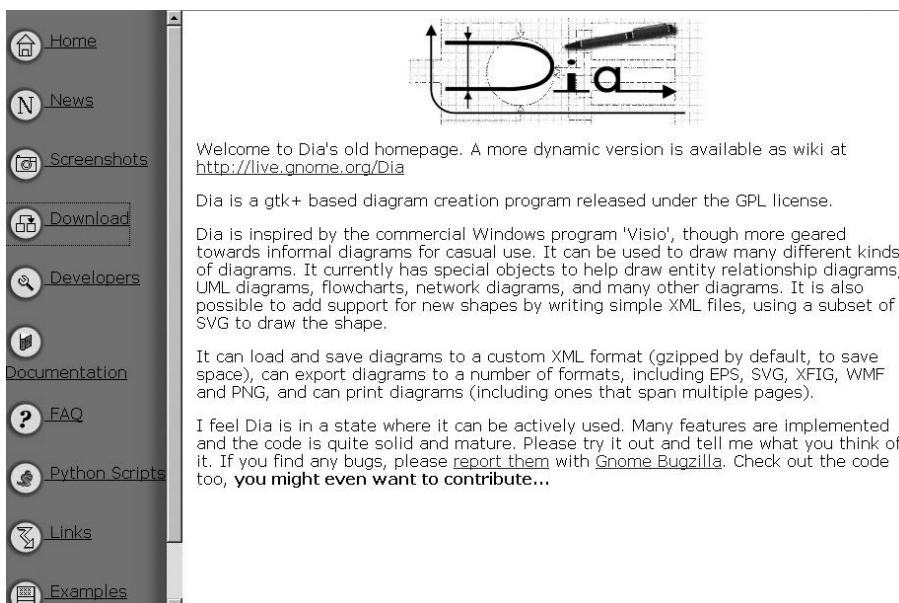 Home
News
Screenshots
Download
Developers
Documentation
FAQ
Python Scripts
Links
Examples
Dia
Welcome to Dia's old homepage. A more dynamic version is available as wiki at
http://live.gnome.org/Dia
Dia is a gtk+ based diagram creation program released under the GPL license.
Dia is inspired by the commercial Windows program 'Visio', though more geared
towards informal diagrams for casual use. It can be used to draw many different kinds
of diagrams. It currently has special objects to help draw entity relationship diagrams,
UML diagrams, flowcharts, network diagrams, and many other diagrams. It is also
possible to add support for new shapes by writing simple XML files, using a subset of
SVG to draw the shape.
It can load and save diagrams to a custom XML format (gzipped by default, to save
space), can export diagrams to a number of formats, including EPS, SVG, XFIG, WMF
and PNG, and can print diagrams (including ones that span multiple pages).
I feel Dia is in a state where it can be actively used. Many features are implemented
and the code is quite solid and mature. Please try it out and tell me what you think of
it. If you find any bugs, please report them with Gnome Bugzilla. Check out the code
too, you might even want to contribute...